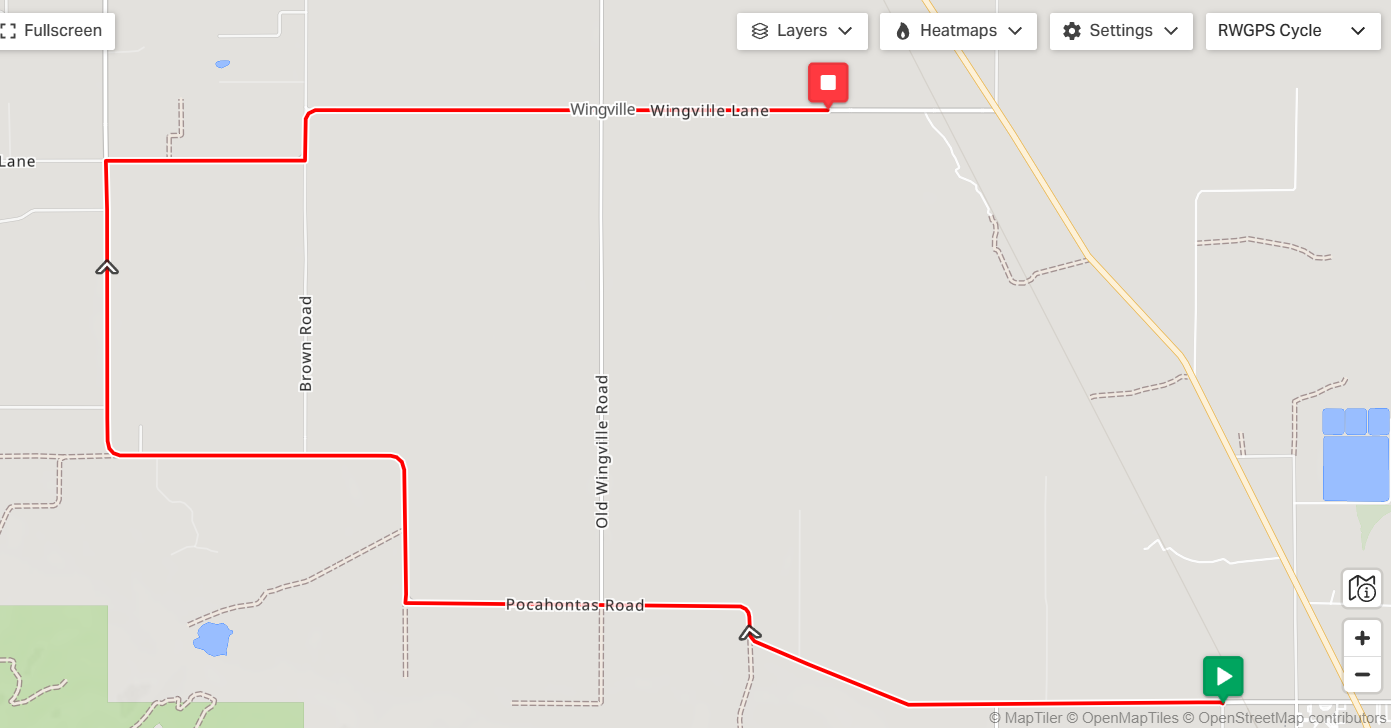 Fullscreen
Layers
Heatmaps
Settings
RWGPS Cycle
Wingville
Wingville Lane
Lane
Brown Road
Old Wingville Road
Pocahontas Road
© MapTiler © OpenMapTiles © OpenStreetMap contributors